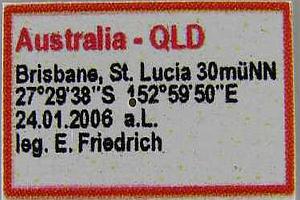 Australia - QLD
Brisbane, St. Lucia 30müNN
27°29'38"S 152°59'50"E
24.01.2006 a.L.
leg. E. Friedrich